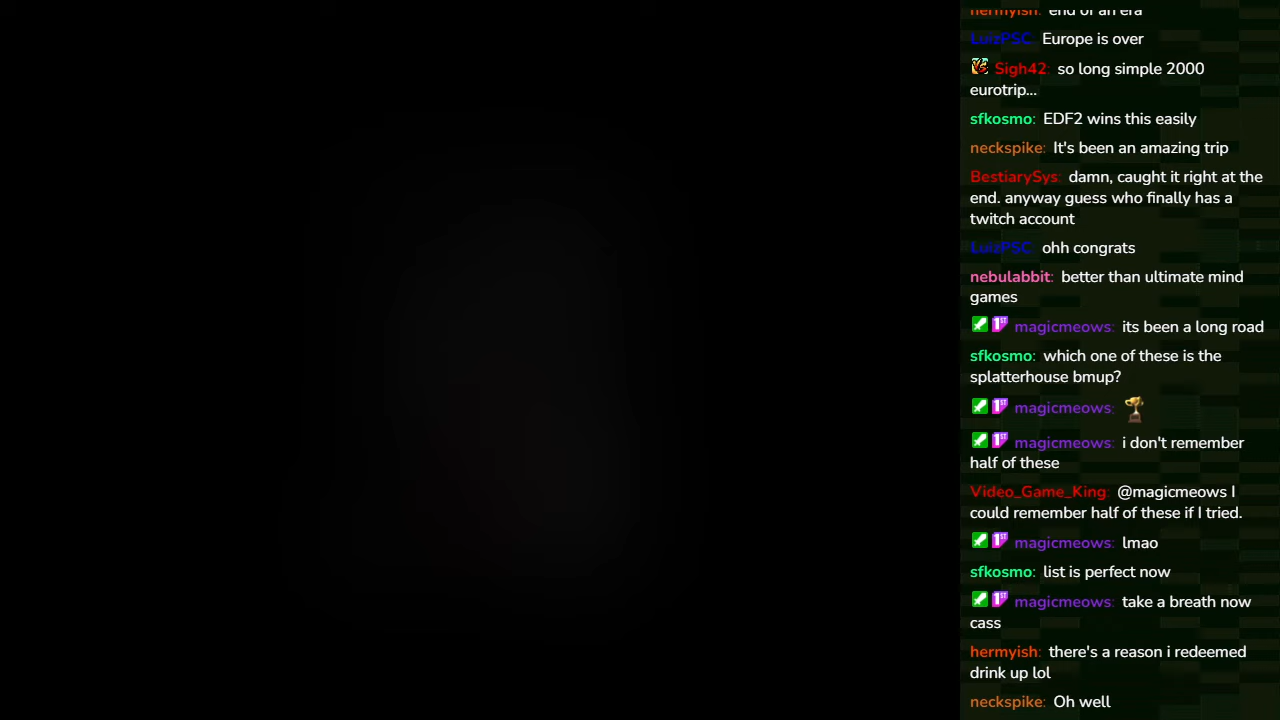 hermyish: end of an era
LuizPSC: Europe is over
Sigh42: so long simple 2000
eurotrip...
sfkosmo: EDF2 wins this easily
neckspike: It's been an amazing trip
BestiarySys: damn, caught it right at the
end. anyway guess who finally has a
twitch account
LuizPSC: ohh congrats
nebulabbit: better than ultimate mind
games
magicmeows: its been a long road
sfkosmo: which one of these is the
splatterhouse bmup?
magicmeows:
magicmeows: i don't remember
half of these
Video_Game_King: @magicmeows I
could remember half of these if I tried.
magicmeows: lmao
sfkosmo: list is perfect now
magicmeows: take a breath now
cass
hermyish: there's a reason i redeemed
drink up lol
neckspike: Oh well